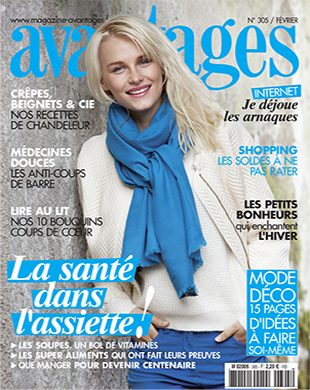 www.magazine-avantages
N° 305 / FÉVRIER
avantages
CRÊPES,
BEIGNETS & CIE
NOS RECETTES
DE CHANDELEUR
MÉDECINES
DOUCES
LES ANTI-COUPS
DE BARRE
LIRE AU LIT
NOS 10 BOUQUINS
COUPS DE CŒUR
INTERNET
Je déjoue
les arnaques
SHOPPING
LES SOLDES À NE
PAS RATER
LES PETITS
BONHEURS
qui enchantent
L'HIVER
La santé
dans
l'assiette!
LES SOUPES, UN BOL DE VITAMINES
LES SUPER ALIMENTS QUI ONT FAIT LEURS PREUVES
QUE MANGER POUR DEVENIR CENTENAIRE
MODE
DÉCO
15 PAGES
D'IDÉES
À FAIRE
SOI-MÊME
2,20 €